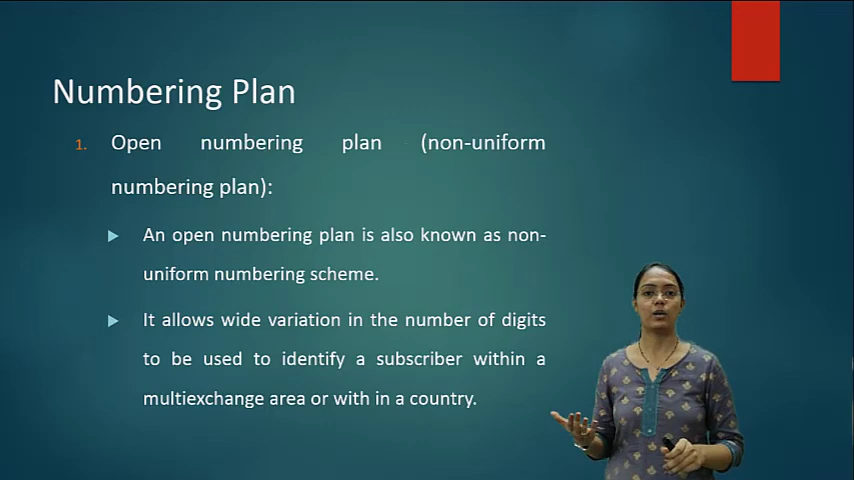 Numbering Plan
1. Open numbering plan (non-uniform
numbering plan):
An open numbering plan is also known as non-
uniform numbering scheme.
It allows wide variation in the number of digits
to be used to identify a subscriber within a
multiexchange area or with in a country.